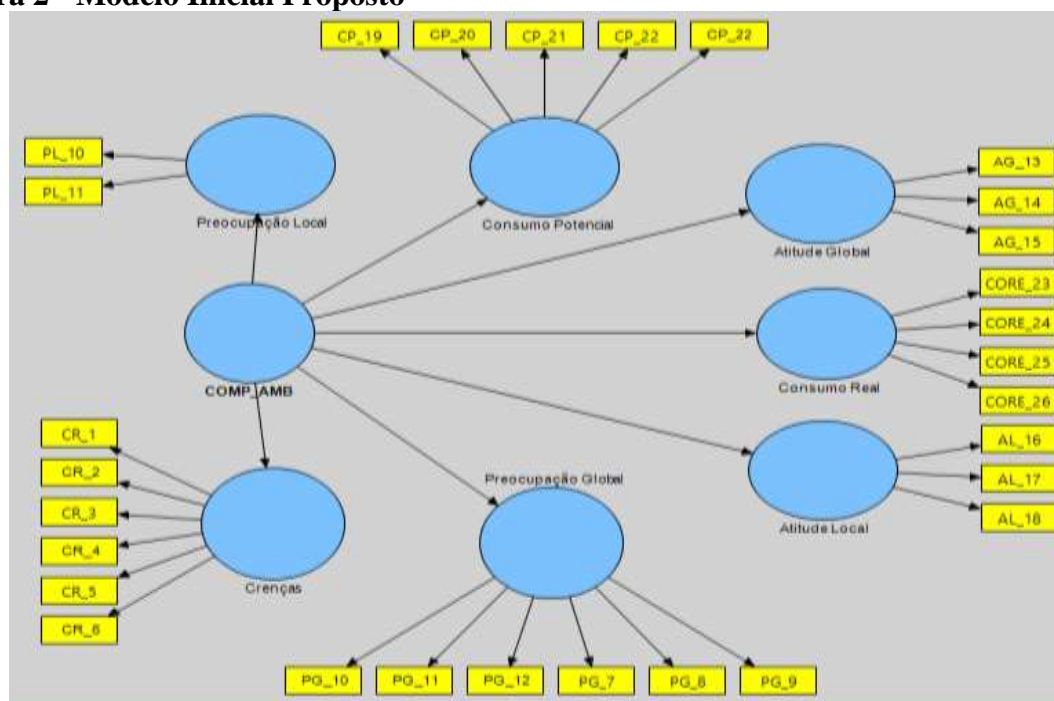 ra 2 - Modelo Inicial Proposto
CP_19 CP_20 CP_21 CP_22 CP_22
PL_10
PL_11
Preocupação Local
Consumo Potencial
AG_13
AG_14
AG_15
Atitude Global
CORE_23
CORE_24
CORE_25
CORE_26
Consumo Real
COMP_AMB
CR_1
CR_2
CR_3
CR_4
CR_5
CR_6
Crenças
Preocupação Global
AL_16
AL_17
AL_18
Atitude Local
PG_10 PG_11 PG_12 PG_7 PG_8 PG_9